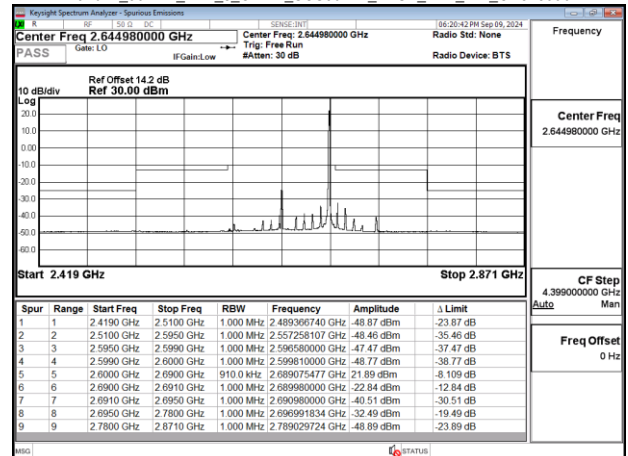 Keysight Spectrum Analyzer - Spurious Emissions
R RF 50 Ω DC SENSE:INT 06:20:42 PM Sep 09, 2024
Center Freq 2.644980000 GHz Center Freq: 2.644980000 GHz Radio Std: None Frequency
Gate: LO Trig: Free Run
PASS IFGain:Low #Atten: 30 dB Radio Device: BTS
Ref Offset 14.2 dB
10 dB/div Ref 30.00 dBm
Log
20.0
10.0
0.00
-10.0
-20.0
-30.0
-40.0
-50.0
-60.0
Start 2.419 GHz Stop 2.871 GHz
Center Freq
2.644980000 GHz
CF Step
4.399000000 GHz
Auto Man
Freq Offset
0 Hz
Spur Range Start Freq Stop Freq RBW Frequency Amplitude Δ Limit
1 1 2.4190 GHz 2.5100 GHz 1.000 MHz 2.489366740 GHz -48.87 dBm -23.87 dB
2 2 2.5100 GHz 2.5950 GHz 1.000 MHz 2.557258107 GHz -48.46 dBm -35.46 dB
3 3 2.5950 GHz 2.5990 GHz 1.000 MHz 2.596580000 GHz -47.47 dBm -37.47 dB
4 4 2.5990 GHz 2.6000 GHz 1.000 MHz 2.599810000 GHz -48.77 dBm -38.77 dB
5 5 2.6000 GHz 2.6900 GHz 910.0 kHz 2.689075477 GHz 21.89 dBm -8.109 dB
6 6 2.6900 GHz 2.6910 GHz 1.000 MHz 2.689980000 GHz -22.84 dBm -12.84 dB
7 7 2.6910 GHz 2.6950 GHz 1.000 MHz 2.690980000 GHz -40.51 dBm -30.51 dB
8 8 2.6950 GHz 2.7800 GHz 1.000 MHz 2.696991834 GHz -32.49 dBm -19.49 dB
9 9 2.7800 GHz 2.8710 GHz 1.000 MHz 2.789029724 GHz -48.89 dBm -23.89 dB
MSG STATUS